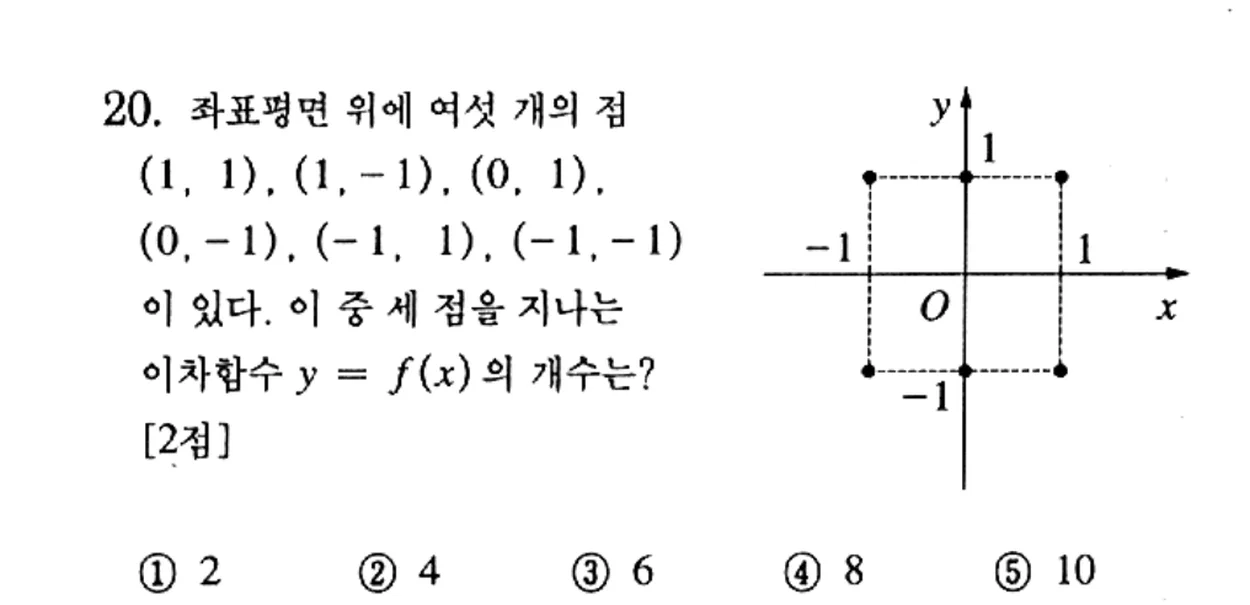 20. 좌표평면 위에 여섯 개의 점
(1, 1), (1, -1), (0, 1),
(0, -1), (-1, 1), (-1, -1)
이 있다. 이 중 세 점을 지나는
이차함수 y = f(x)의 개수는?
[2점]
y
1
-1
1
O
x
-1
① 2 ② 4 ③ 6 ④ 8 ⑤ 10